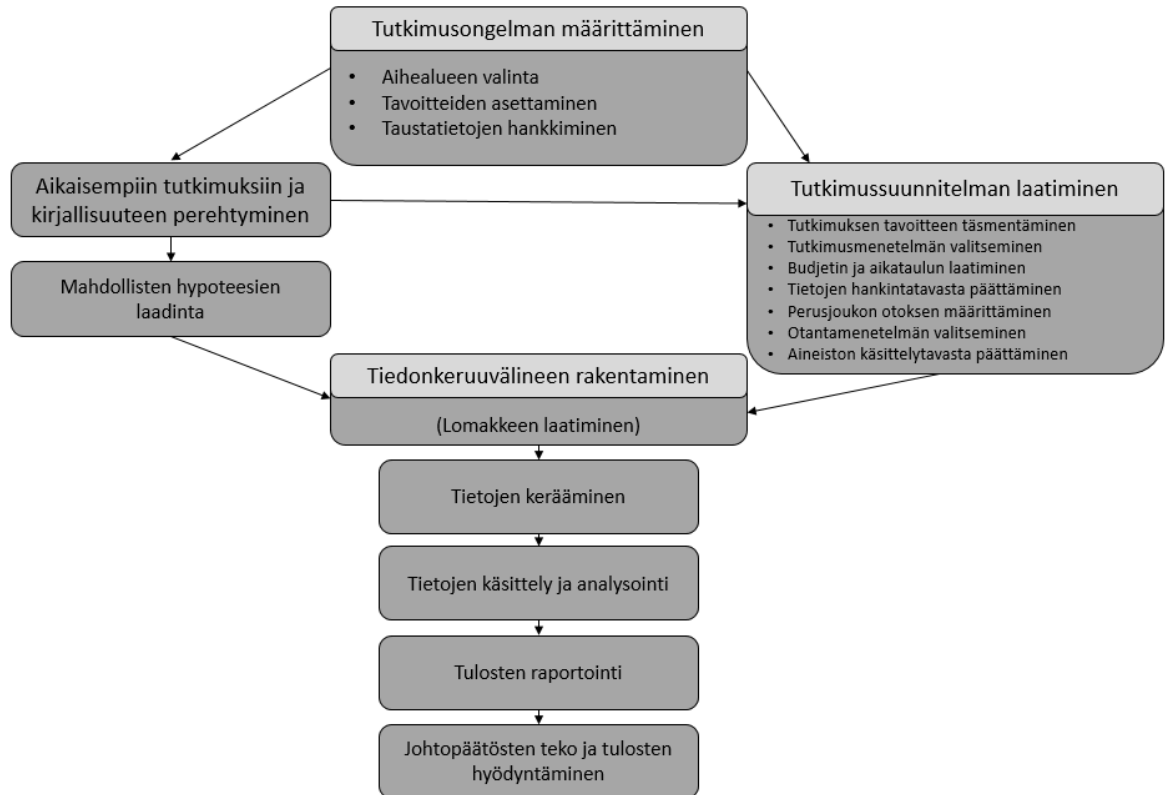 Tutkimusongelman määrittäminen
• Aihealueen valinta
• Tavoitteiden asettaminen
• Taustatietojen hankkiminen
Aikaisempiin tutkimuksiin ja
kirjallisuuteen perehtyminen
Tutkimussuunnitelman laatiminen
• Tutkimuksen tavoitteen täsmentäminen
• Tutkimusmenetelmän valitseminen
• Budjetin ja aikataulun laatiminen
• Tietojen hankintatavasta päättäminen
• Perusjoukon otoksen määrittäminen
• Otantamenetelmän valitseminen
• Aineiston käsittelytavasta päättäminen
Mahdollisten hypoteesien
laadinta
Tiedonkeruuvälineen rakentaminen
(Lomakkeen laatiminen)
Tietojen kerääminen
Tietojen käsittely ja analysointi
Tulosten raportointi
Johtopäätösten teko ja tulosten
hyödyntäminen